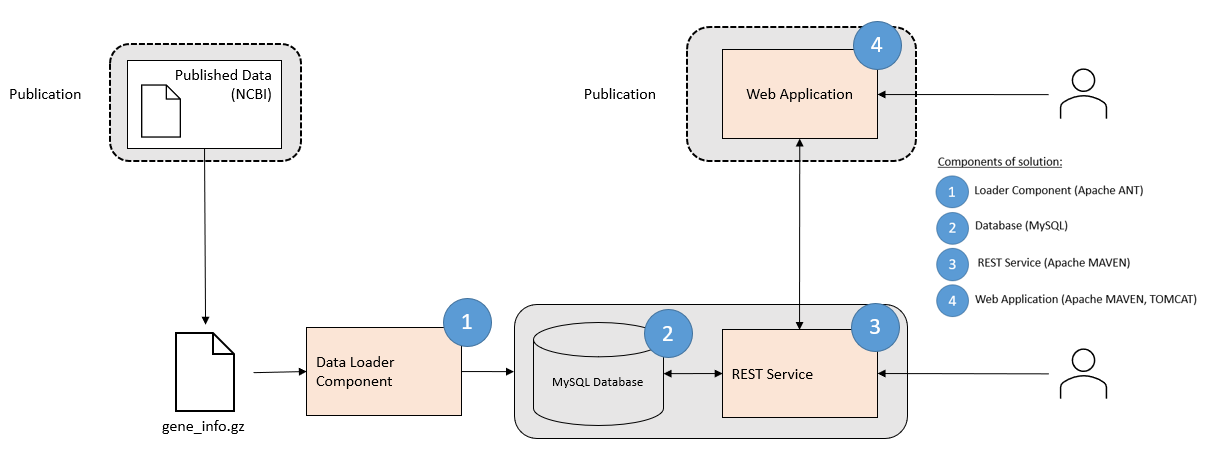 Publication
Published Data
(NCBI)
Publication
Web Application
4
Components of solution:
1
Loader Component (Apache ANT)
2
Database (MySQL)
3
REST Service (Apache MAVEN)
4
Web Application (Apache MAVEN, TOMCAT)
gene_info.gz
Data Loader
Component
1
MySQL Database
2
REST Service
3